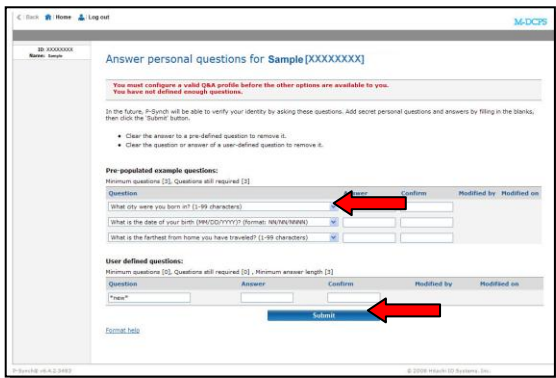 Back Home Log out
M-DCPS
ID: XXXXXXXX
Name: Sample
Answer personal questions for Sample[XXXXXXXX]
You must configure a valid Q&A profile before the other options are available to you.
You have not defined enough questions.
In the future, P-Synch will be able to verify your identity by asking these questions. Add secret personal questions and answers by filling in the blanks,
then click the 'Submit' button.
Clear the answer to a pre-defined question to remove it.
Clear the question or answer of a user-defined question to remove it.
Pre-populated example questions:
Minimum questions [3], Questions still required [3]
Question Answer Confirm Modified by Modified on
What city were you born in? (1-99 characters)
What is the date of your birth (MM/DD/YYYY)? (format: NN/NN/NNNN)
What is the farthest from home you have traveled? (1-99 characters)
User defined questions:
Minimum questions [0], Questions still required [0] , Minimum answer length [3]
Question Answer Confirm Modified by Modified on
*new*
Submit
Format help
© 2008 Hitachi ID Systems, Inc.